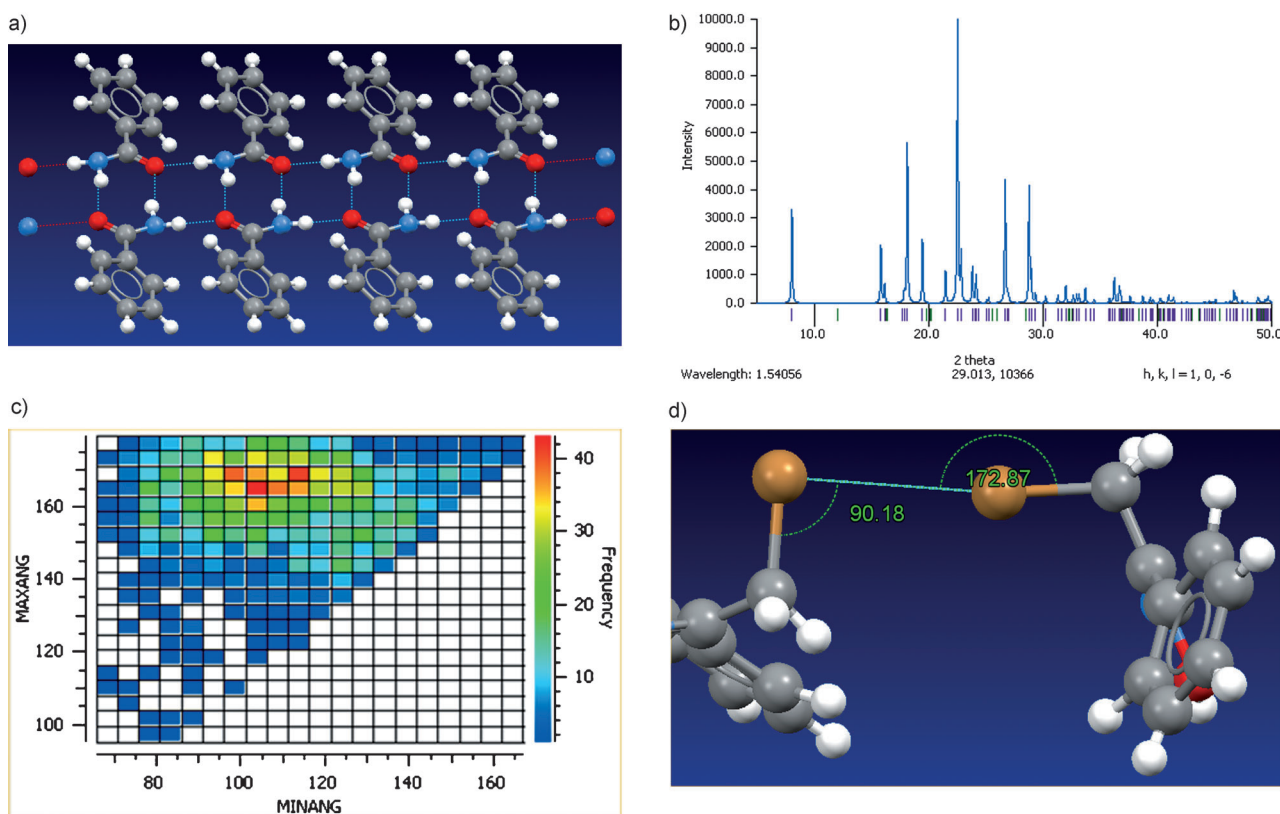 a)
b)
10000.0
9000.0
8000.0
7000.0
6000.0
5000.0
4000.0
3000.0
2000.0
1000.0
0.0
Intensity
10.0 20.0 30.0 40.0 50.0
2 theta
Wavelength: 1.54056 29.013, 10366 h, k, l = 1, 0, -6
c)
MAXANG
160
140
120
100
80 100 120 140 160
MINANG
40
30
20
10
Frequency
d)
172.87
90.18